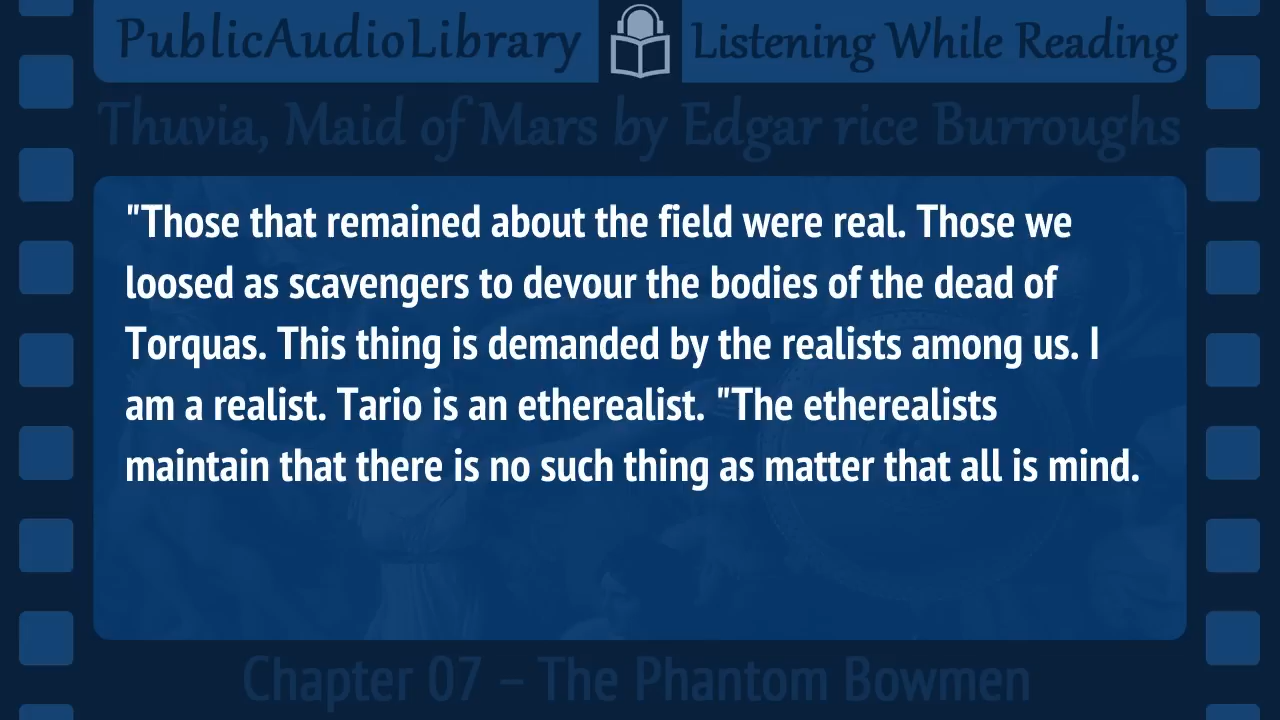 PublicAudioLibrary Listening While Reading
Thuvia, Maid of Mars by Edgar rice Burroughs
"Those that remained about the field were real. Those we
loosed as scavengers to devour the bodies of the dead of
Torquas. This thing is demanded by the realists among us. I
am a realist. Tario is an etherealist. "The etherealists
maintain that there is no such thing as matter that all is mind.
Chapter 07 – The Phantom Bowmen